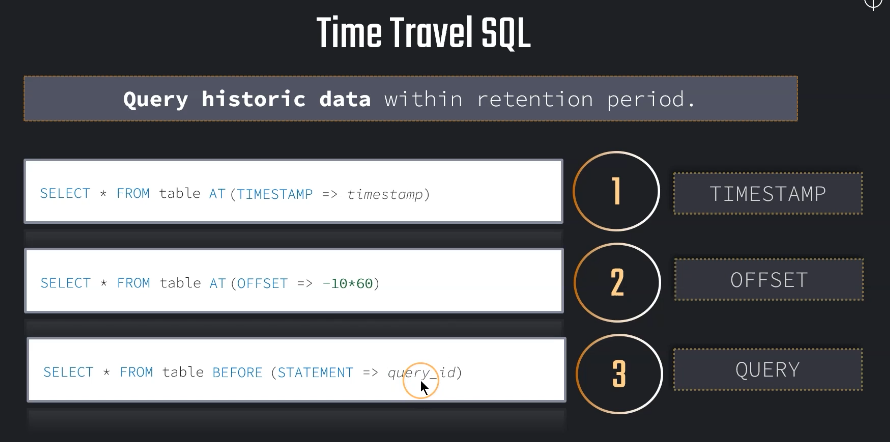 Time Travel SQL
Query historic data within retention period.
SELECT * FROM table AT (TIMESTAMP => timestamp)
1
TIMESTAMP
SELECT * FROM table AT (OFFSET => -10*60)
2
OFFSET
SELECT * FROM table BEFORE (STATEMENT => query_id)
3
QUERY